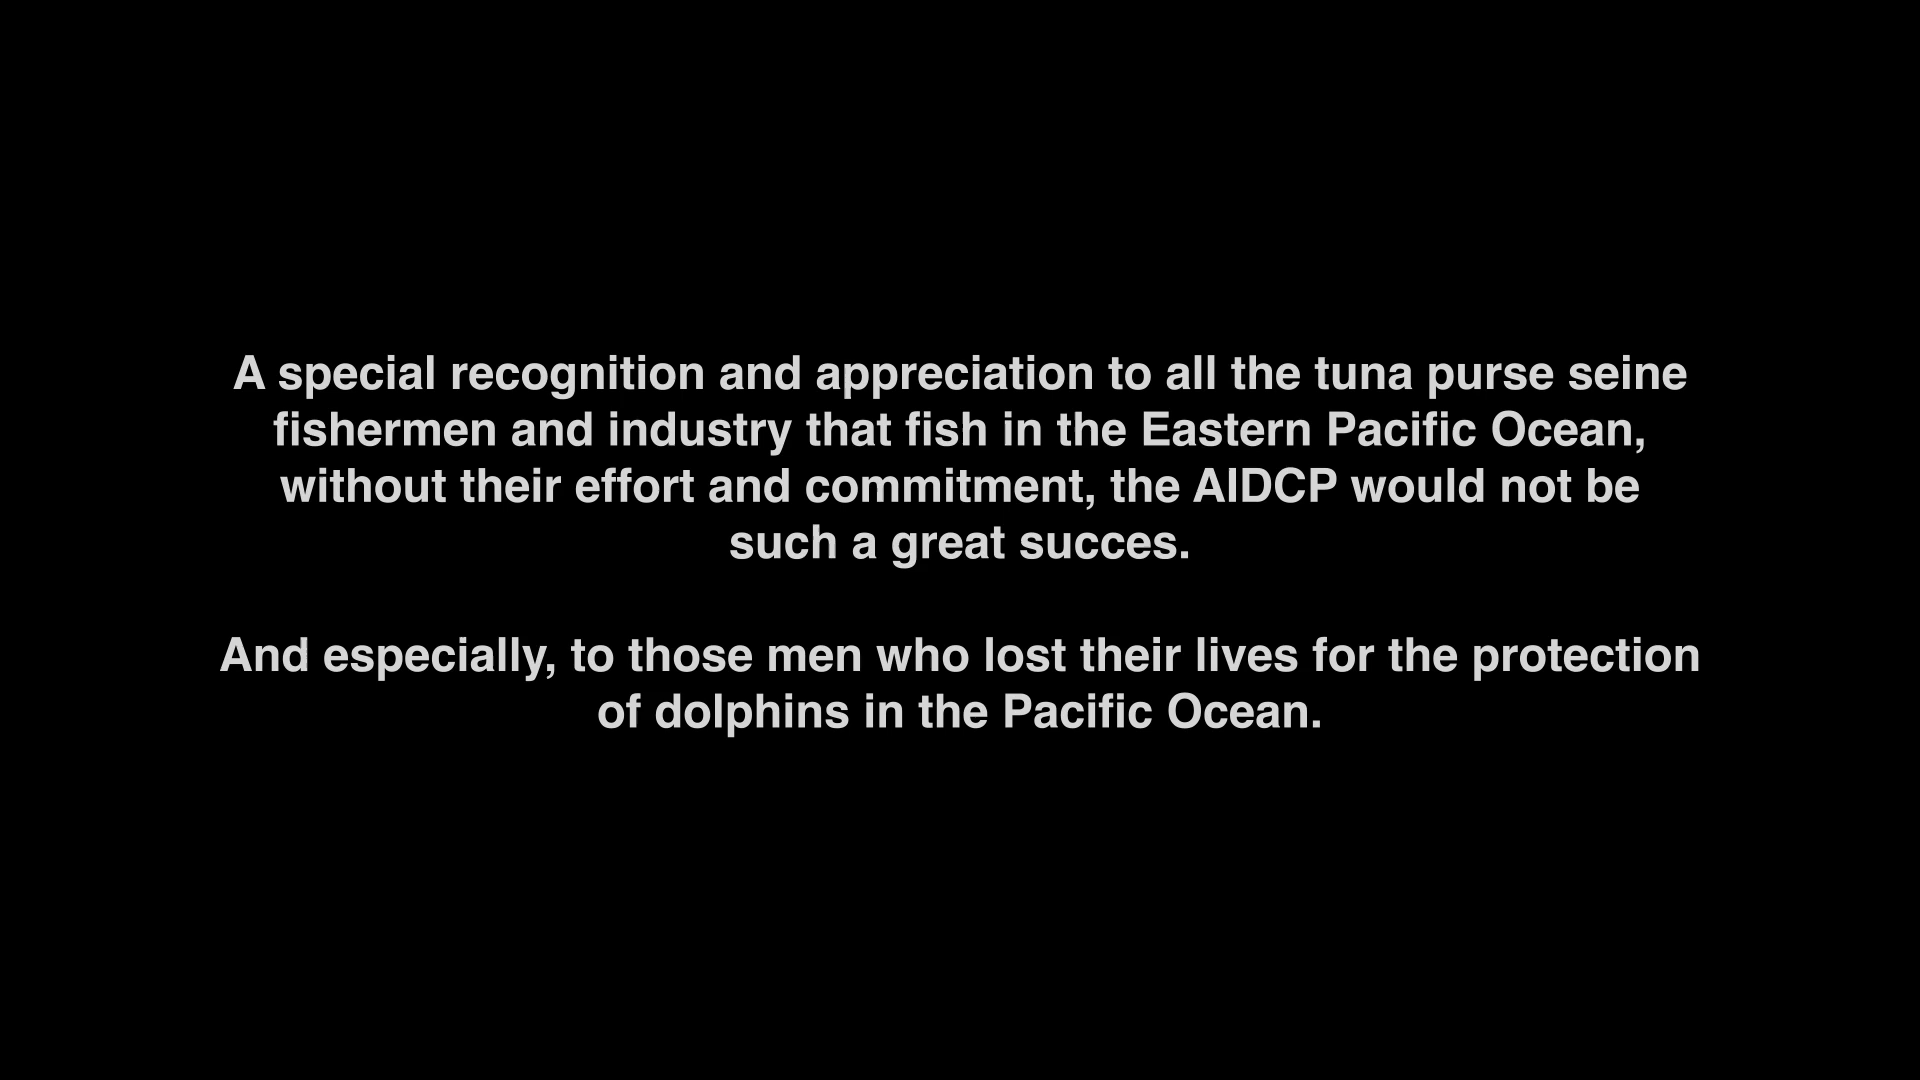 A special recognition and appreciation to all the tuna purse seine
fishermen and industry that fish in the Eastern Pacific Ocean,
without their effort and commitment, the AIDCP would not be
such a great succes.
And especially, to those men who lost their lives for the protection
of dolphins in the Pacific Ocean.